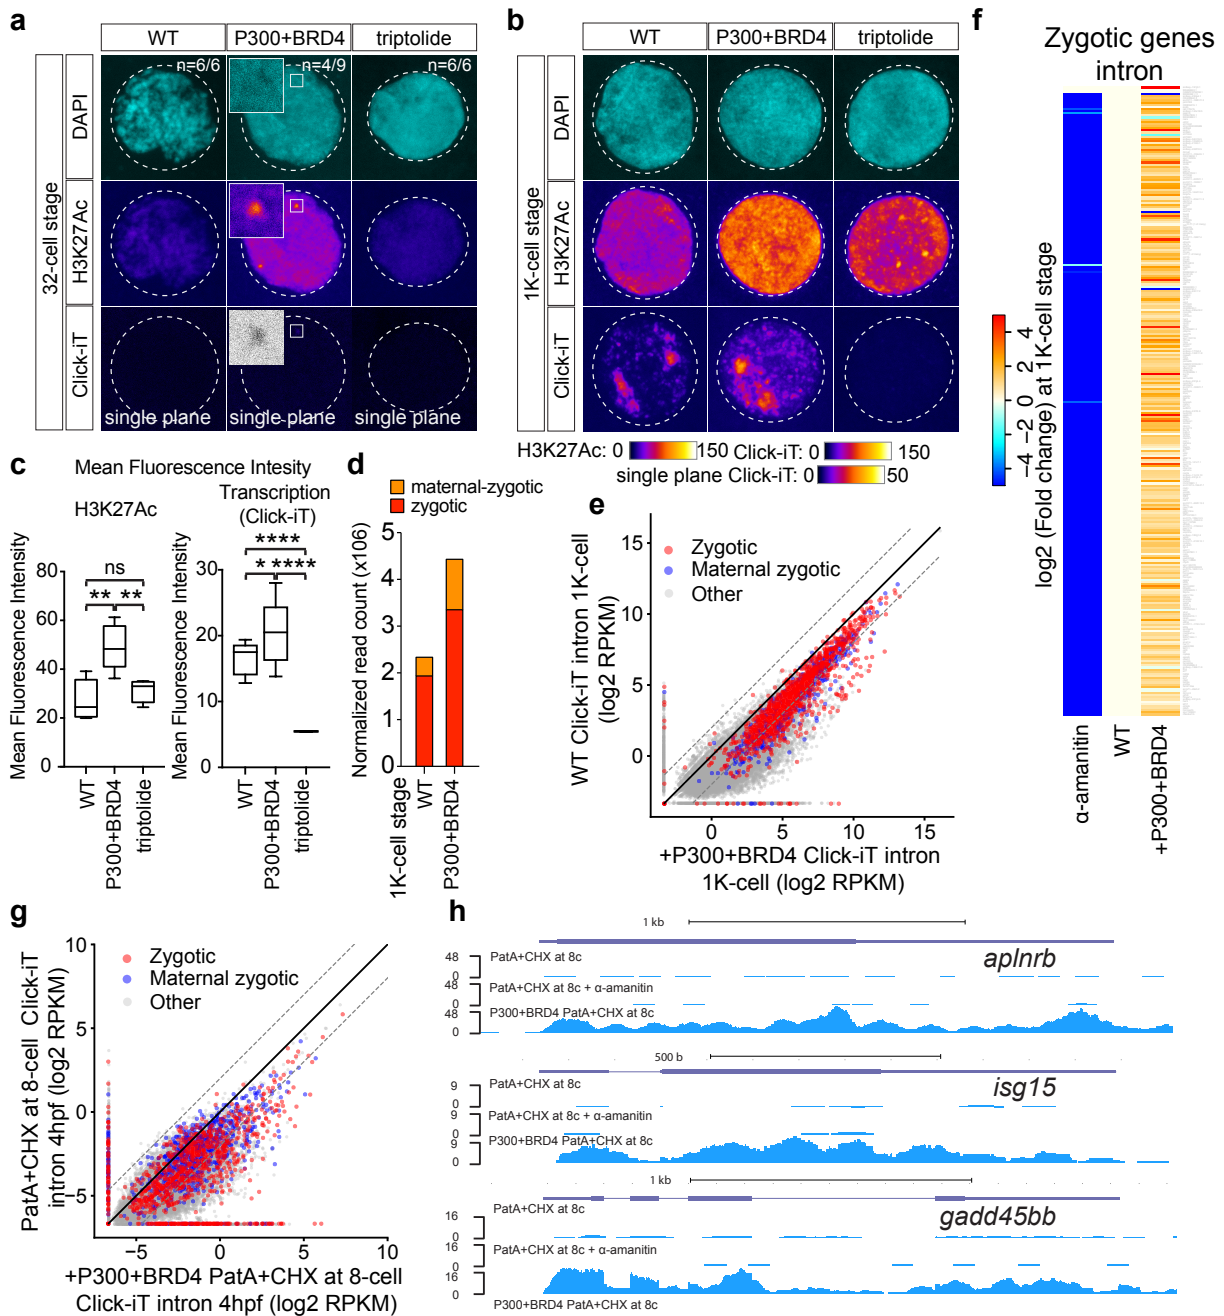 a
WT
P300+BRD4
triptolide
32-cell stage
DAPI
n=6/6
n=4/9
n=6/6
H3K27Ac
Click-iT
single plane
single plane
single plane
b
WT
P300+BRD4
triptolide
1K-cell stage
DAPI
H3K27Ac
Click-iT
H3K27Ac: 0 150 Click-iT: 0 150
single plane Click-iT: 0 50
c
Mean Fluorescence Intesity
H3K27Ac
Mean Fluorescence Intensity
80
60
40
20
0
ns
** **
WT
P300+BRD4
triptolide
Transcription
(Click-iT)
Mean Fluorescence Intensity
30
20
10
0
****
* ****
WT
P300+BRD4
triptolide
d
maternal-zygotic
zygotic
Normalized read count (x106)
5
4
3
2
1
0
1K-cell stage
WT
P300+BRD4
e
WT Click-iT intron 1K-cell
(log2 RPKM)
15
10
5
0
Zygotic
Maternal zygotic
Other
0 5 10 15
+P300+BRD4 Click-iT intron
1K-cell (log2 RPKM)
f
Zygotic genes
intron
log2 (Fold change) at 1K-cell stage
4
2
0
−2
−4
α-amanitin
WT
+P300+BRD4
g
PatA+CHX at 8-cell Click-iT
intron 4hpf (log2 RPKM)
10
5
0
−5
Zygotic
Maternal zygotic
Other
−5 0 5 10
+P300+BRD4 PatA+CHX at 8-cell
Click-iT intron 4hpf (log2 RPKM)
h
1 kb
aplnrb
48
PatA+CHX at 8c
0
48
PatA+CHX at 8c + α-amanitin
0
48
P300+BRD4 PatA+CHX at 8c
0
500 b
isg15
9
PatA+CHX at 8c
0
9
PatA+CHX at 8c + α-amanitin
0
9
P300+BRD4 PatA+CHX at 8c
0
1 kb
gadd45bb
16
PatA+CHX at 8c
0
16
PatA+CHX at 8c + α-amanitin
0
16
0
P300+BRD4 PatA+CHX at 8c